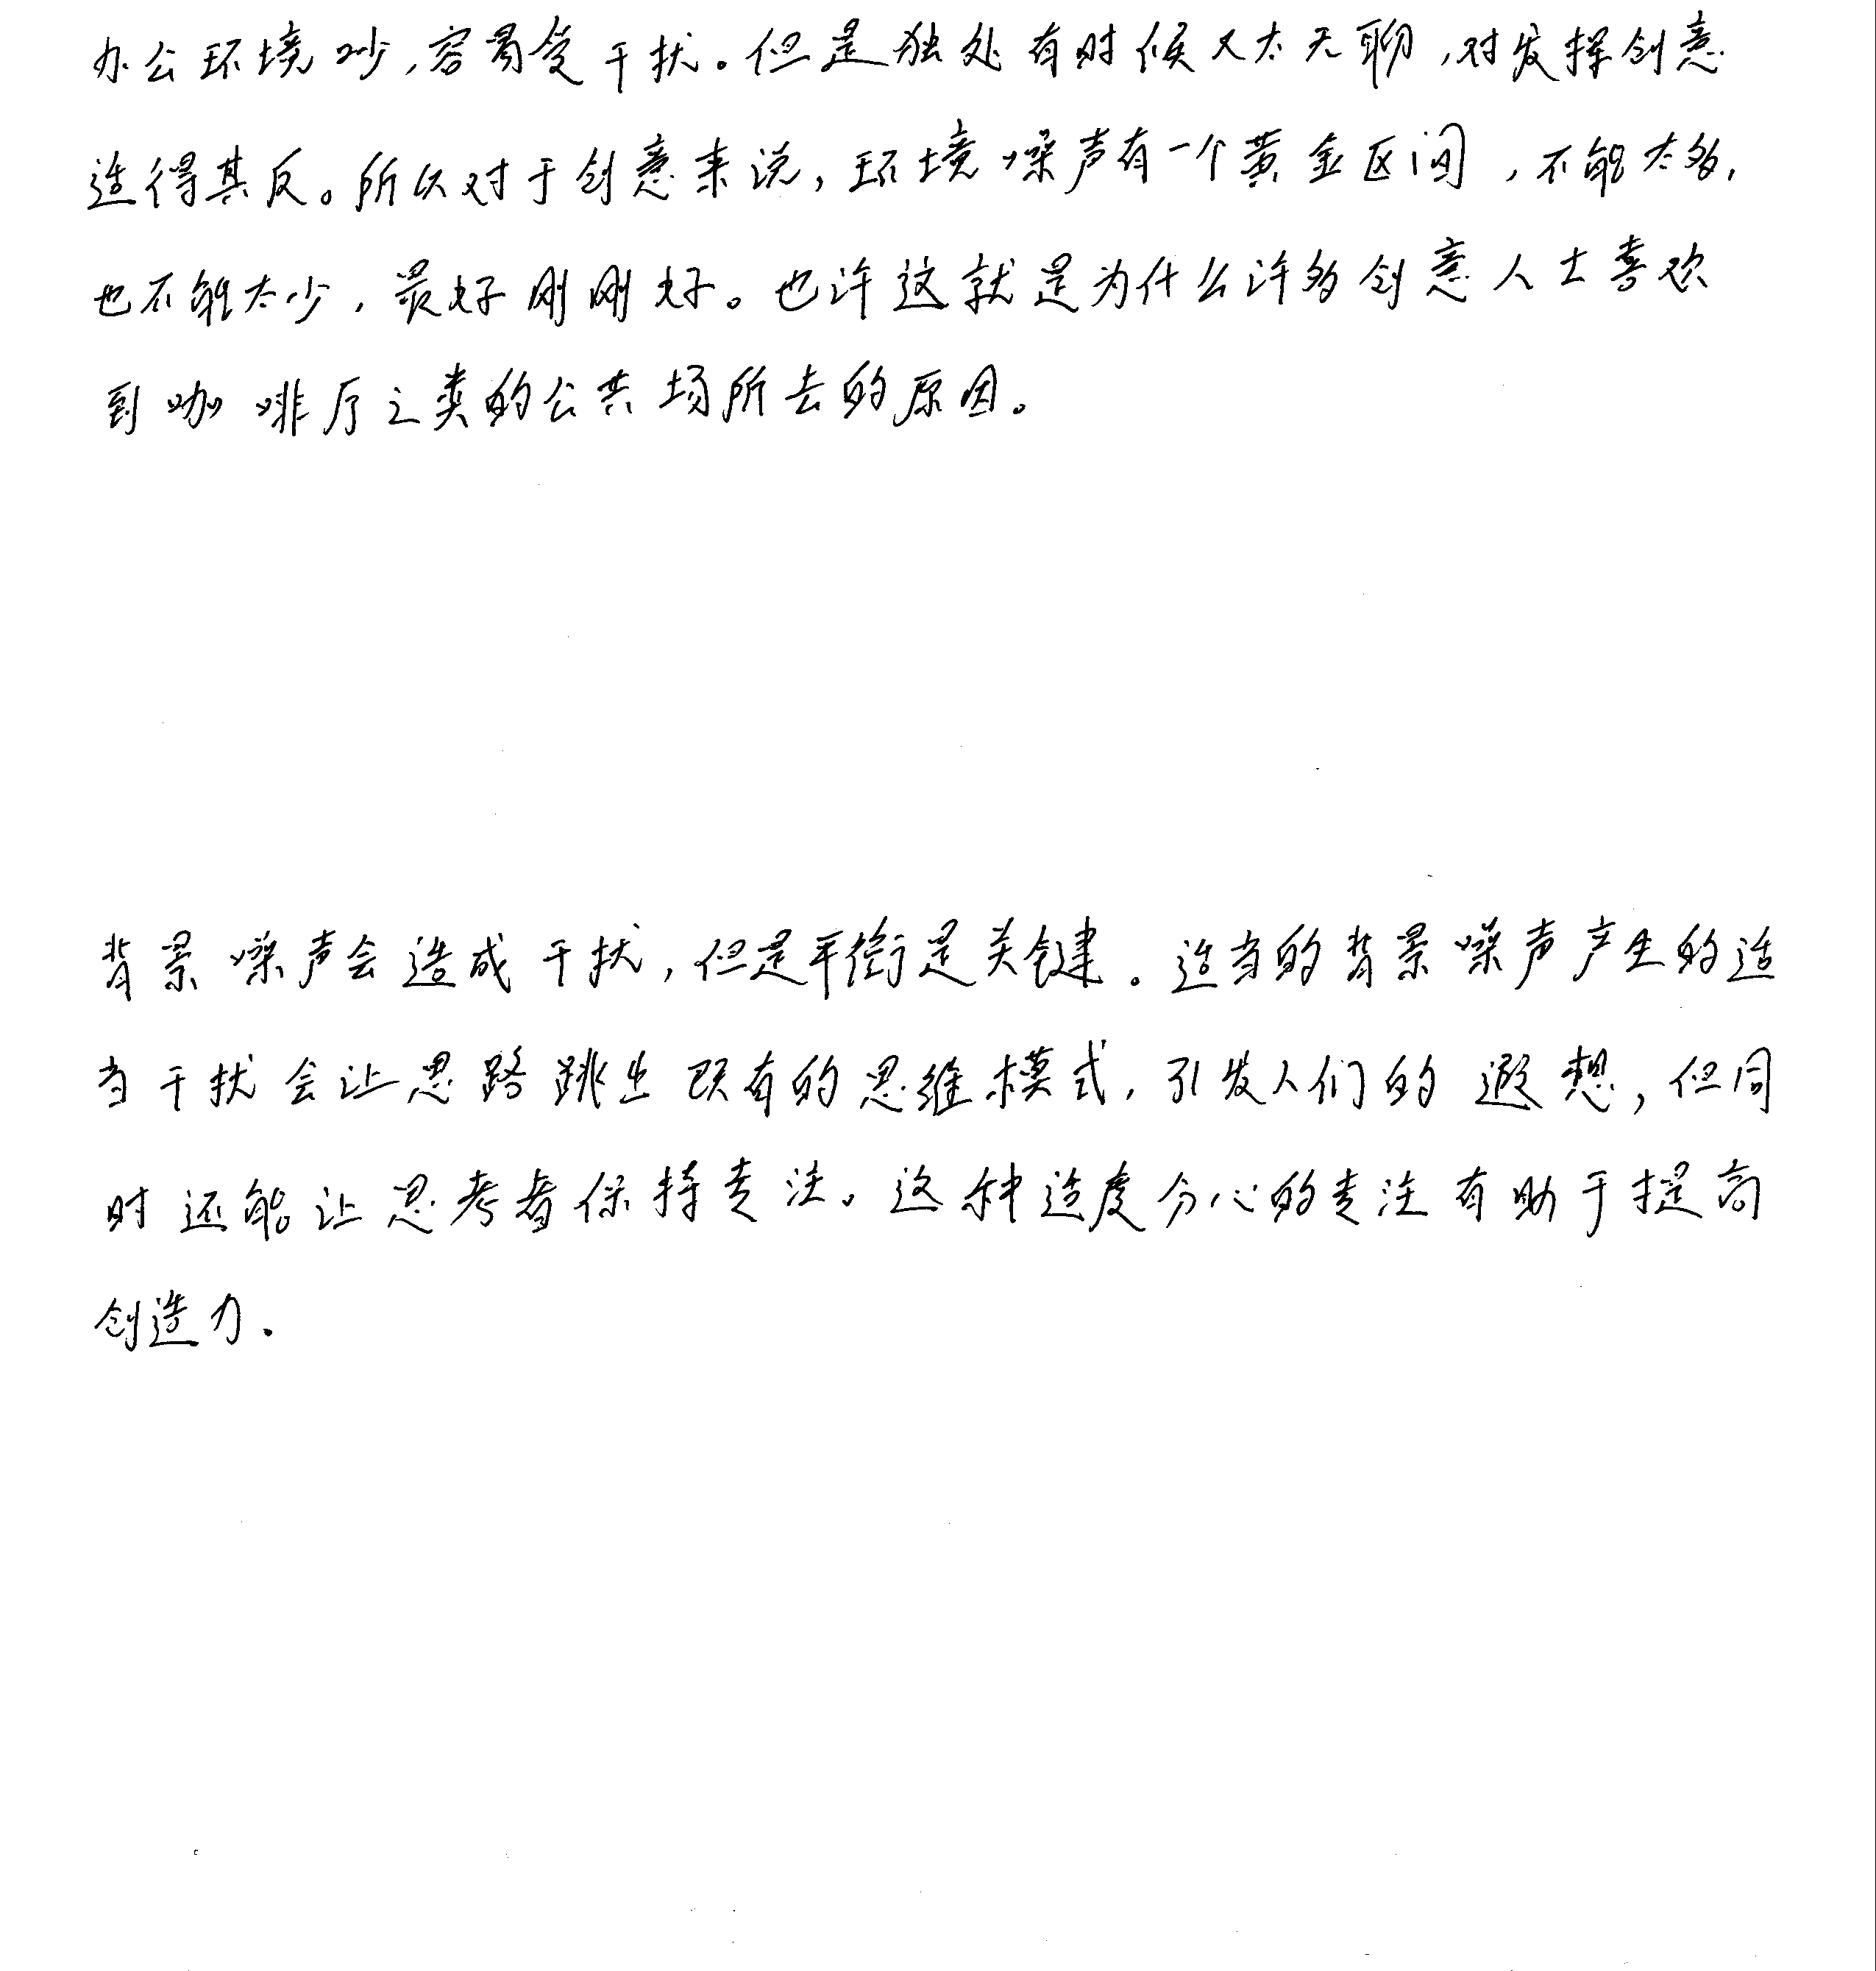 办公环境吵,容易受干扰。但是独处有时候又太无聊,对发挥创意
适得其反。所以对于创意来说,环境噪声有一个黄金区间,不能太多,
也不能太少,最好刚刚好。也许这就是为什么许多创意人士喜欢
到咖啡厅之类的公共场所去的原因。
背景噪声会造成干扰,但是平衡是关键。适当的背景噪声产生的适
当干扰会让思路跳出既有的思维模式,引发人们的遐想,但同
时还能让思考者保持专注。这种适度分心的专注有助于提高
创造力。